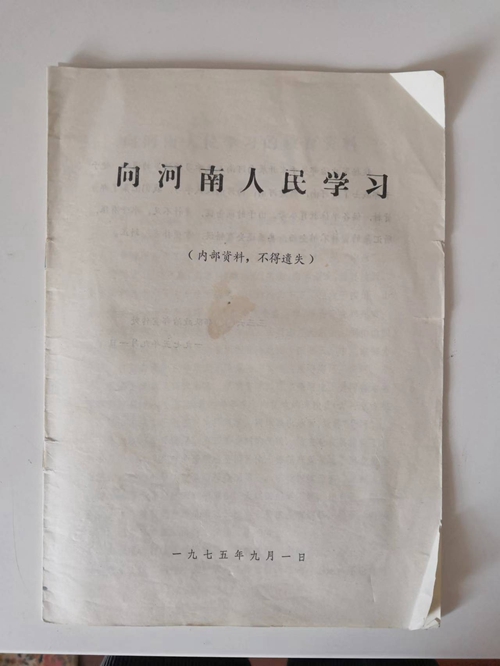 向河南人民学习
（内部资料，不得遗失）
一九七五年九月一日